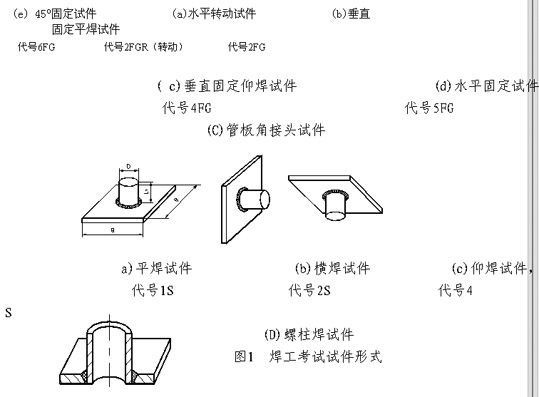 (e) 45°固定试件 (a)水平转动试件 (b)垂直
固定平焊试件
代号6FG 代号2FGR（转动） 代号2FG
( c)垂直固定仰焊试件 (d)水平固定试件
代号4FG 代号5FG
(C)管板角接头试件
D
a)平焊试件 (b)横焊试件 (c)仰焊试件,
代号1S 代号2S 代号4
S
(D)螺柱焊试件
图1 焊工考试试件形式